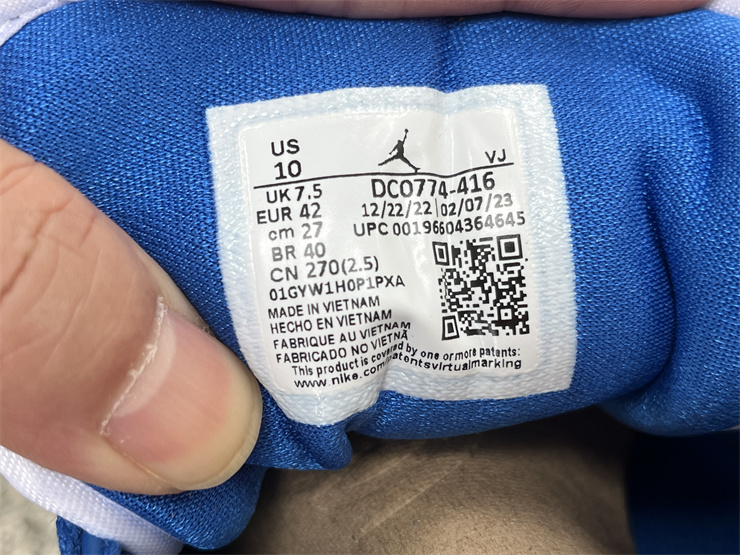 US
10
VJ
UK 7.5
DC0774-416
EUR 42
12/22/22 02/07/23
cm 27
UPC 00196604364645
BR 40
CN 270(2.5)
01GYW1H0P1PXA
MADE IN VIETNAM
HECHO EN VIETNAM
FABRIQUE AU VIETNAM
FABRICADO NO VIETNÃ
This product is covered by one or more patents:
www.nike.com/patentsvirtualmarking